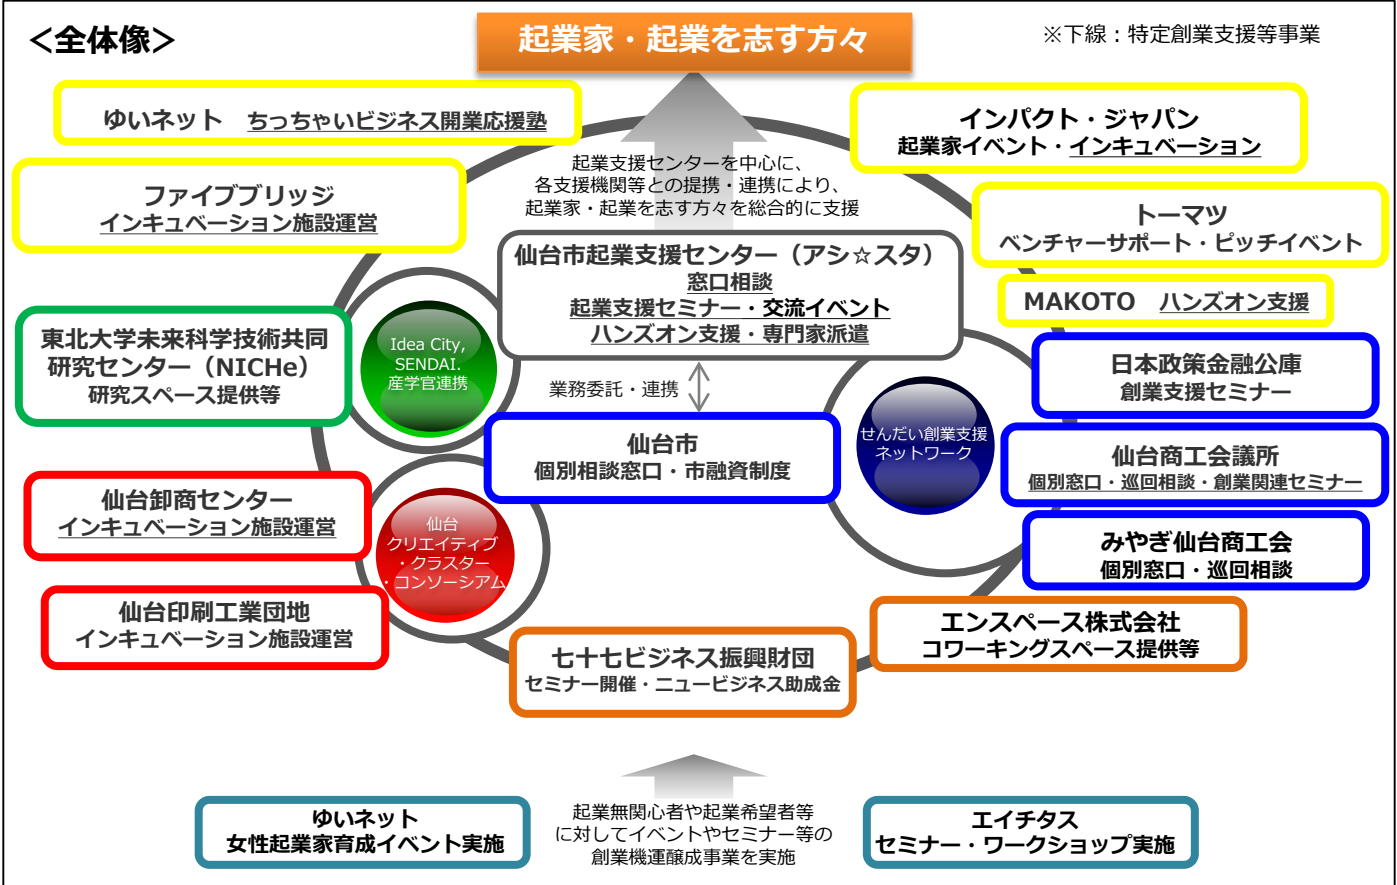 ＜全体像＞
起業家・起業を志す方々
※下線：特定創業支援等事業
ゆいネット　ちっちゃいビジネス開業応援塾
インパクト・ジャパン
起業家イベント・インキュベーション
起業支援センターを中心に、
各支援機関等との提携・連携により、
起業家・起業を志す方々を総合的に支援
ファイブブリッジ
インキュベーション施設運営
トーマツ
ベンチャーサポート・ピッチイベント
仙台市起業支援センター（アシ☆スタ）
窓口相談
起業支援セミナー・交流イベント
ハンズオン支援・専門家派遣
MAKOTO　ハンズオン支援
東北大学未来科学技術共同
研究センター（NICHe）
研究スペース提供等
Idea City,
SENDAI.
産学官連携
業務委託・連携
日本政策金融公庫
創業支援セミナー
仙台市
個別相談窓口・市融資制度
せんだい創業支援
ネットワーク
仙台商工会議所
個別窓口・巡回相談・創業関連セミナー
仙台卸商センター
インキュベーション施設運営
仙台
クリエイティブ
・クラスター
・コンソーシアム
みやぎ仙台商工会
個別窓口・巡回相談
仙台印刷工業団地
インキュベーション施設運営
エンスペース株式会社
コワーキングスペース提供等
七十七ビジネス振興財団
セミナー開催・ニュービジネス助成金
ゆいネット
女性起業家育成イベント実施
起業無関心者や起業希望者等
に対してイベントやセミナー等の
創業機運醸成事業を実施
エイチタス
セミナー・ワークショップ実施